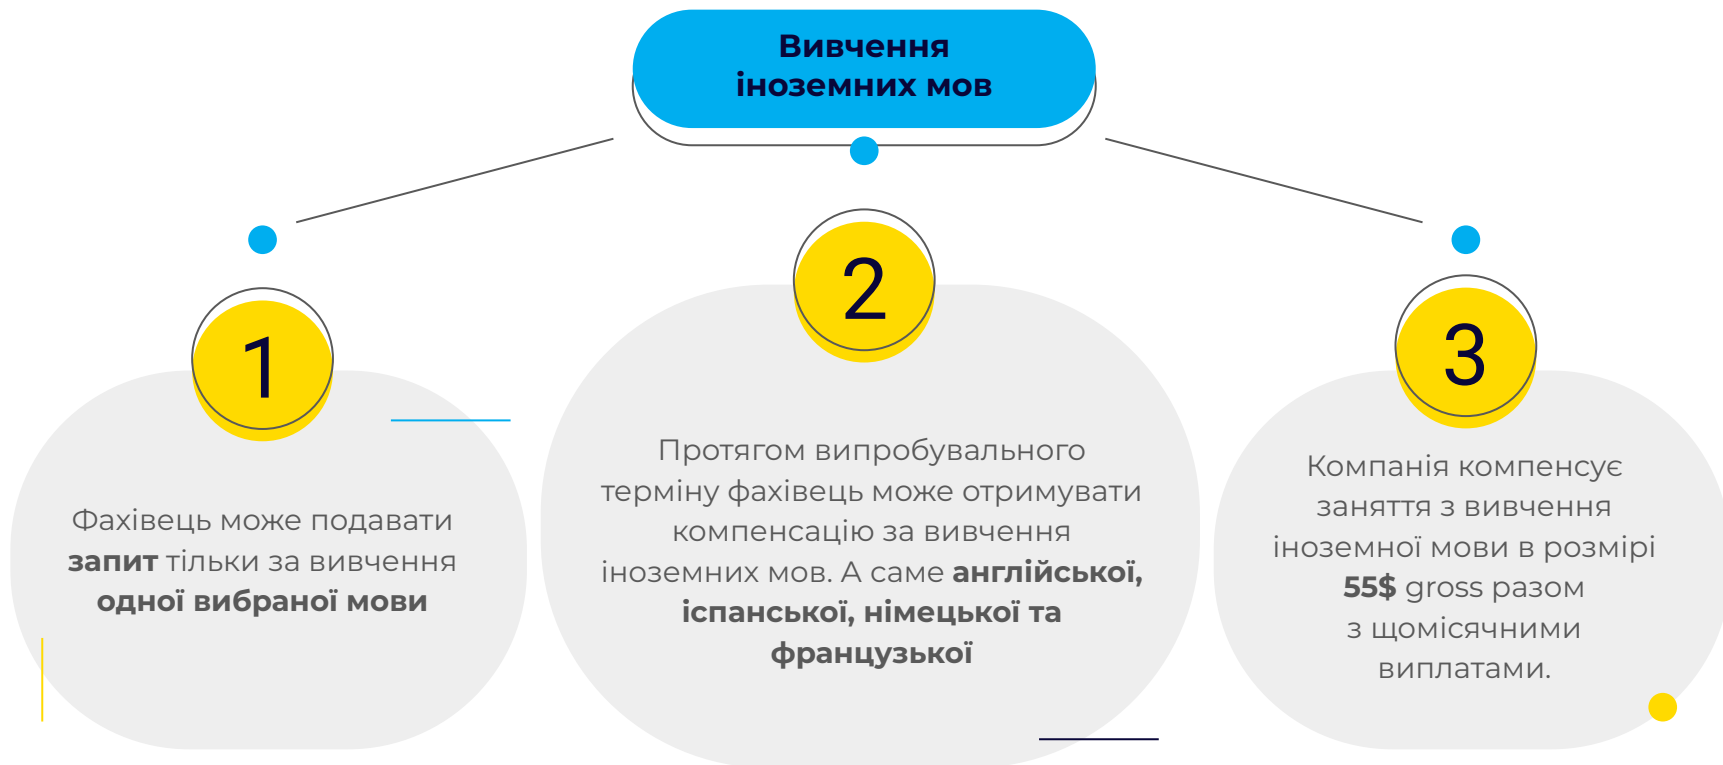 Вивчення
іноземних мов
1
Фахівець може подавати
запит тільки за вивчення
одної вибраної мови
2
Протягом випробувального
терміну фахівець може отримувати
компенсацію за вивчення
іноземних мов. А саме англійської,
іспанської, німецької та
французької
3
Компанія компенсує
заняття з вивчення
іноземної мови в розмірі
55$ gross разом
з щомісячними
виплатами.